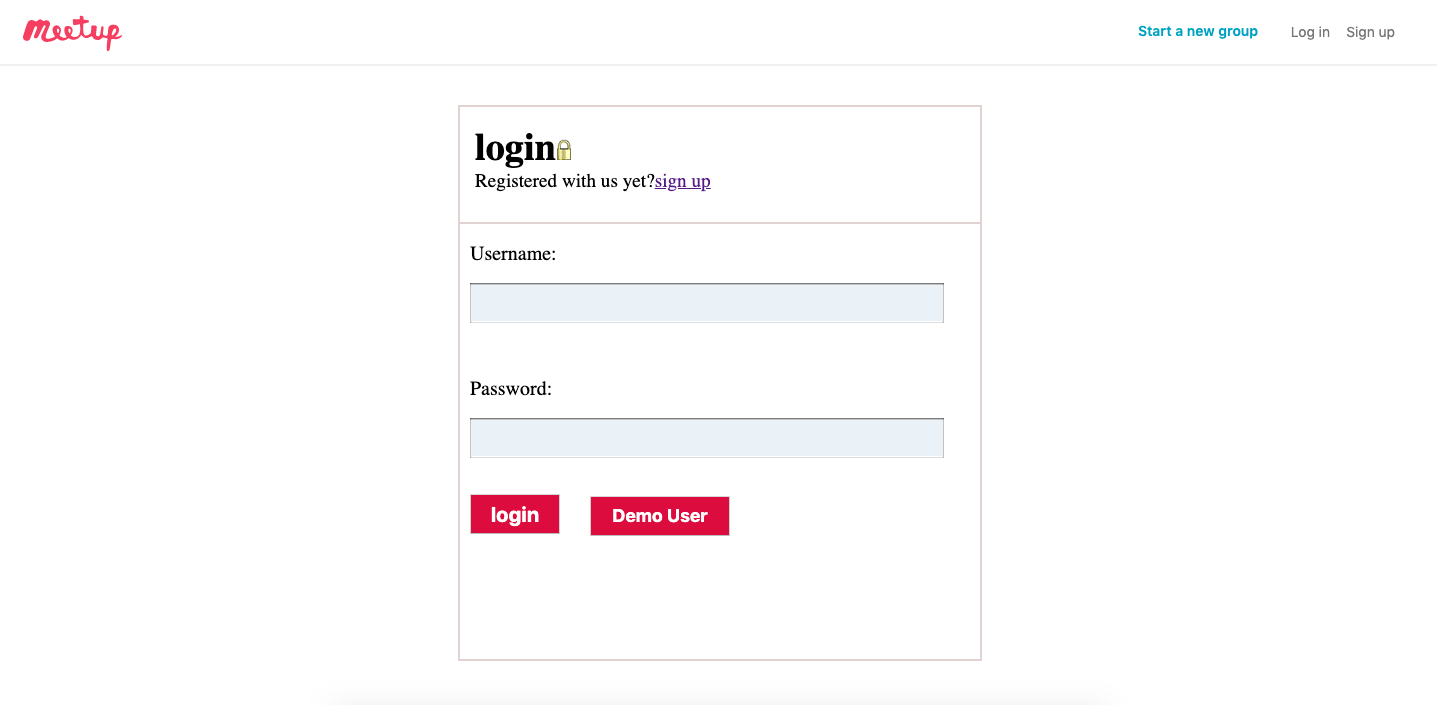 Meetup
Start a new group Log in Sign up
login
Registered with us yet?sign up
Username:
Password:
login Demo User